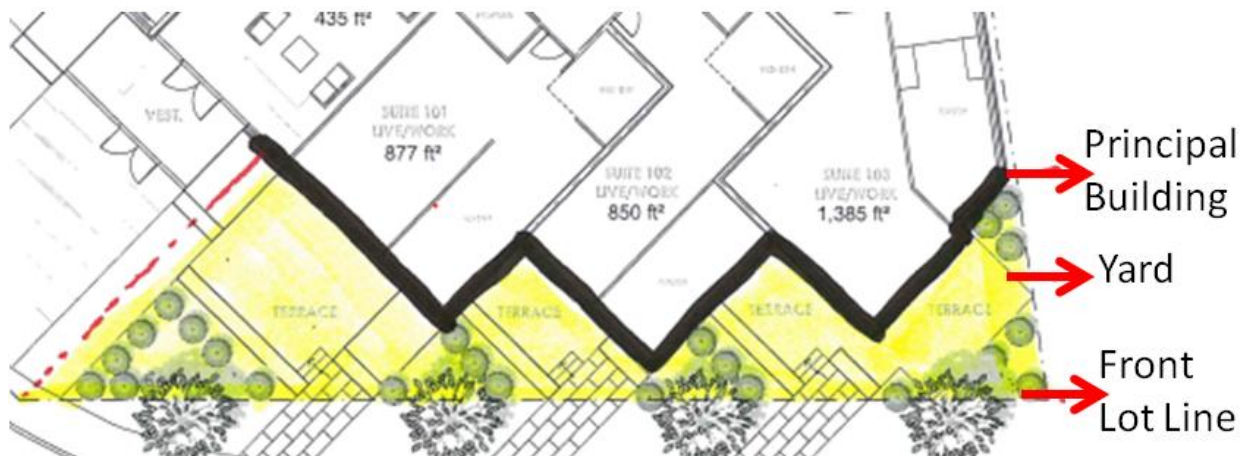 435 ft²
VEST.
SUITE 101
LIVE/WORK
877 ft²
SUITE 102
LIVE/WORK
850 ft²
SUITE 103
LIVE/WORK
1,385 ft²
TERRACE
TERRACE
TERRACE
TERRACE
Principal
Building
Yard
Front
Lot Line